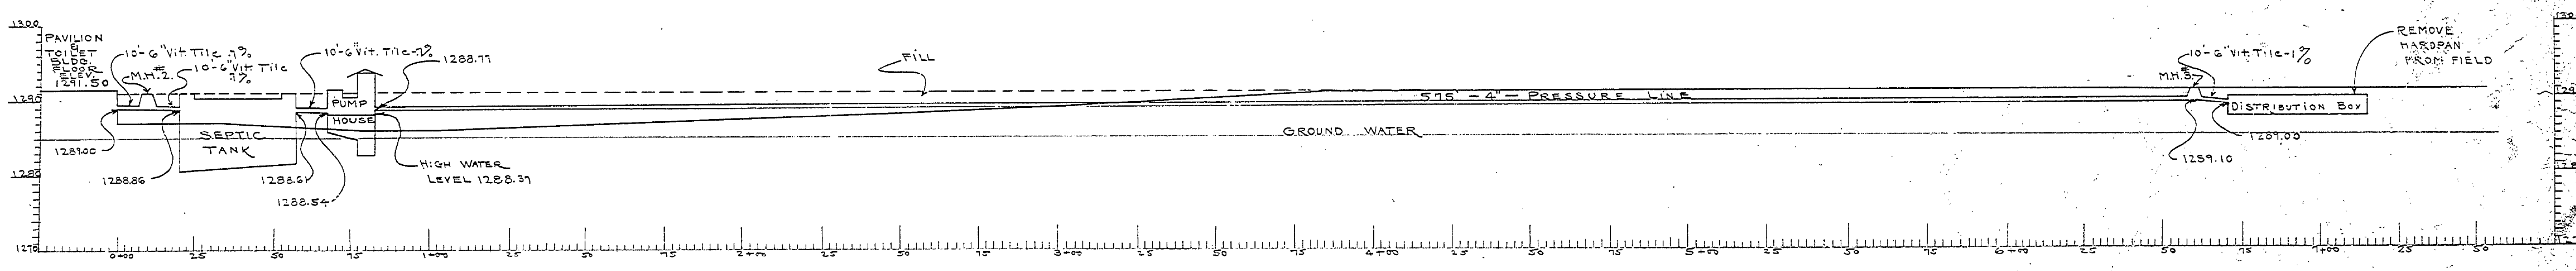 1300
PAVILION
&
TOILET
BLDG.
FLOOR
ELEV.
1291.50
10'-6" Vit. Tile .7%
M.H.#2.
10-6" Vit. Tile
.7%
10'-6" Vit. Tile-.7%
1288.77
FILL
10'-6" Vit. Tile-1%
M.H.#3
REMOVE
HARDPAN
FROM FIELD
1290
PUMP
HOUSE
575' - 4" - PRESSURE LINE
DISTRIBUTION BOX
SEPTIC
TANK
GROUND WATER
1289.00
1289.00
1289.10
1288.86
1288.61
HIGH WATER
LEVEL 1288.37
1288.54
1280
1270
0+00 25 50 75 1+00 25 50 75 2+00 25 50 75 3+00 25 50 75 4+00 25 50 75 5+00 25 50 75 6+00 25 50 75 7+00 25 50